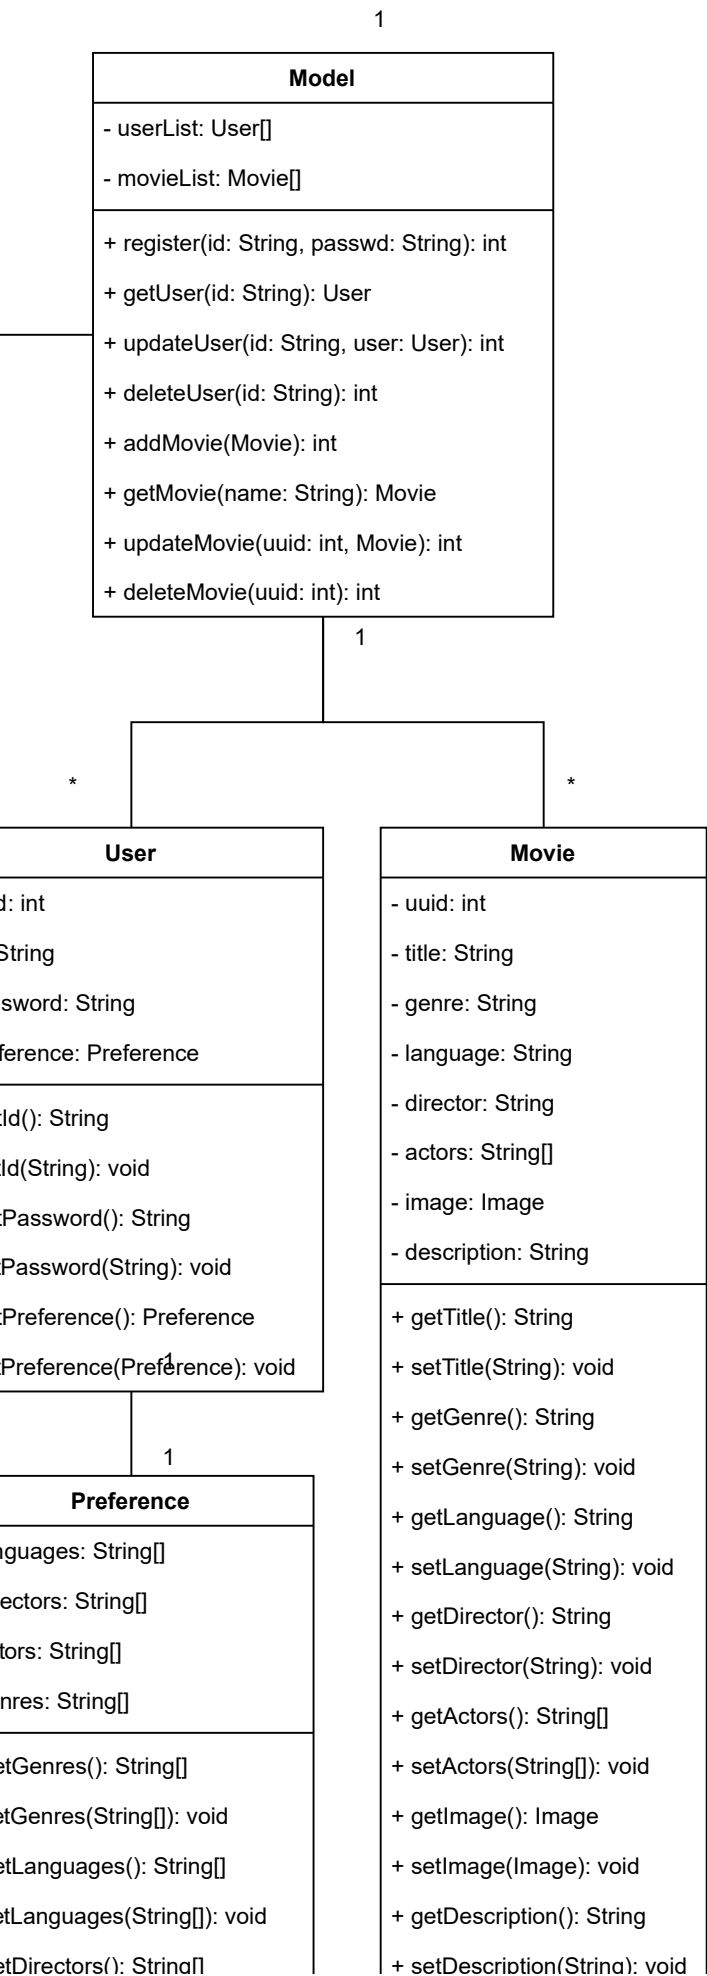 1
Model
- userList: User[]
- movieList: Movie[]
+ register(id: String, passwd: String): int
+ getUser(id: String): User
+ updateUser(id: String, user: User): int
+ deleteUser(id: String): int
+ addMovie(Movie): int
+ getMovie(name: String): Movie
+ updateMovie(uuid: int, Movie): int
+ deleteMovie(uuid: int): int
1
*
*
User
: int
String
sword: String
ference: Preference
Id(): String
Id(String): void
tPassword(): String
Password(String): void
tPreference(): Preference
tPreference(Preference): void
1
1
Preference
nguages: String[]
ectors: String[]
tors: String[]
nres: String[]
etGenres(): String[]
etGenres(String[]): void
etLanguages(): String[]
etLanguages(String[]): void
etDirectors(): String[]
Movie
- uuid: int
- title: String
- genre: String
- language: String
- director: String
- actors: String[]
- image: Image
- description: String
+ getTitle(): String
+ setTitle(String): void
+ getGenre(): String
+ setGenre(String): void
+ getLanguage(): String
+ setLanguage(String): void
+ getDirector(): String
+ setDirector(String): void
+ getActors(): String[]
+ setActors(String[]): void
+ getImage(): Image
+ setImage(Image): void
+ getDescription(): String
+ setDescription(String): void